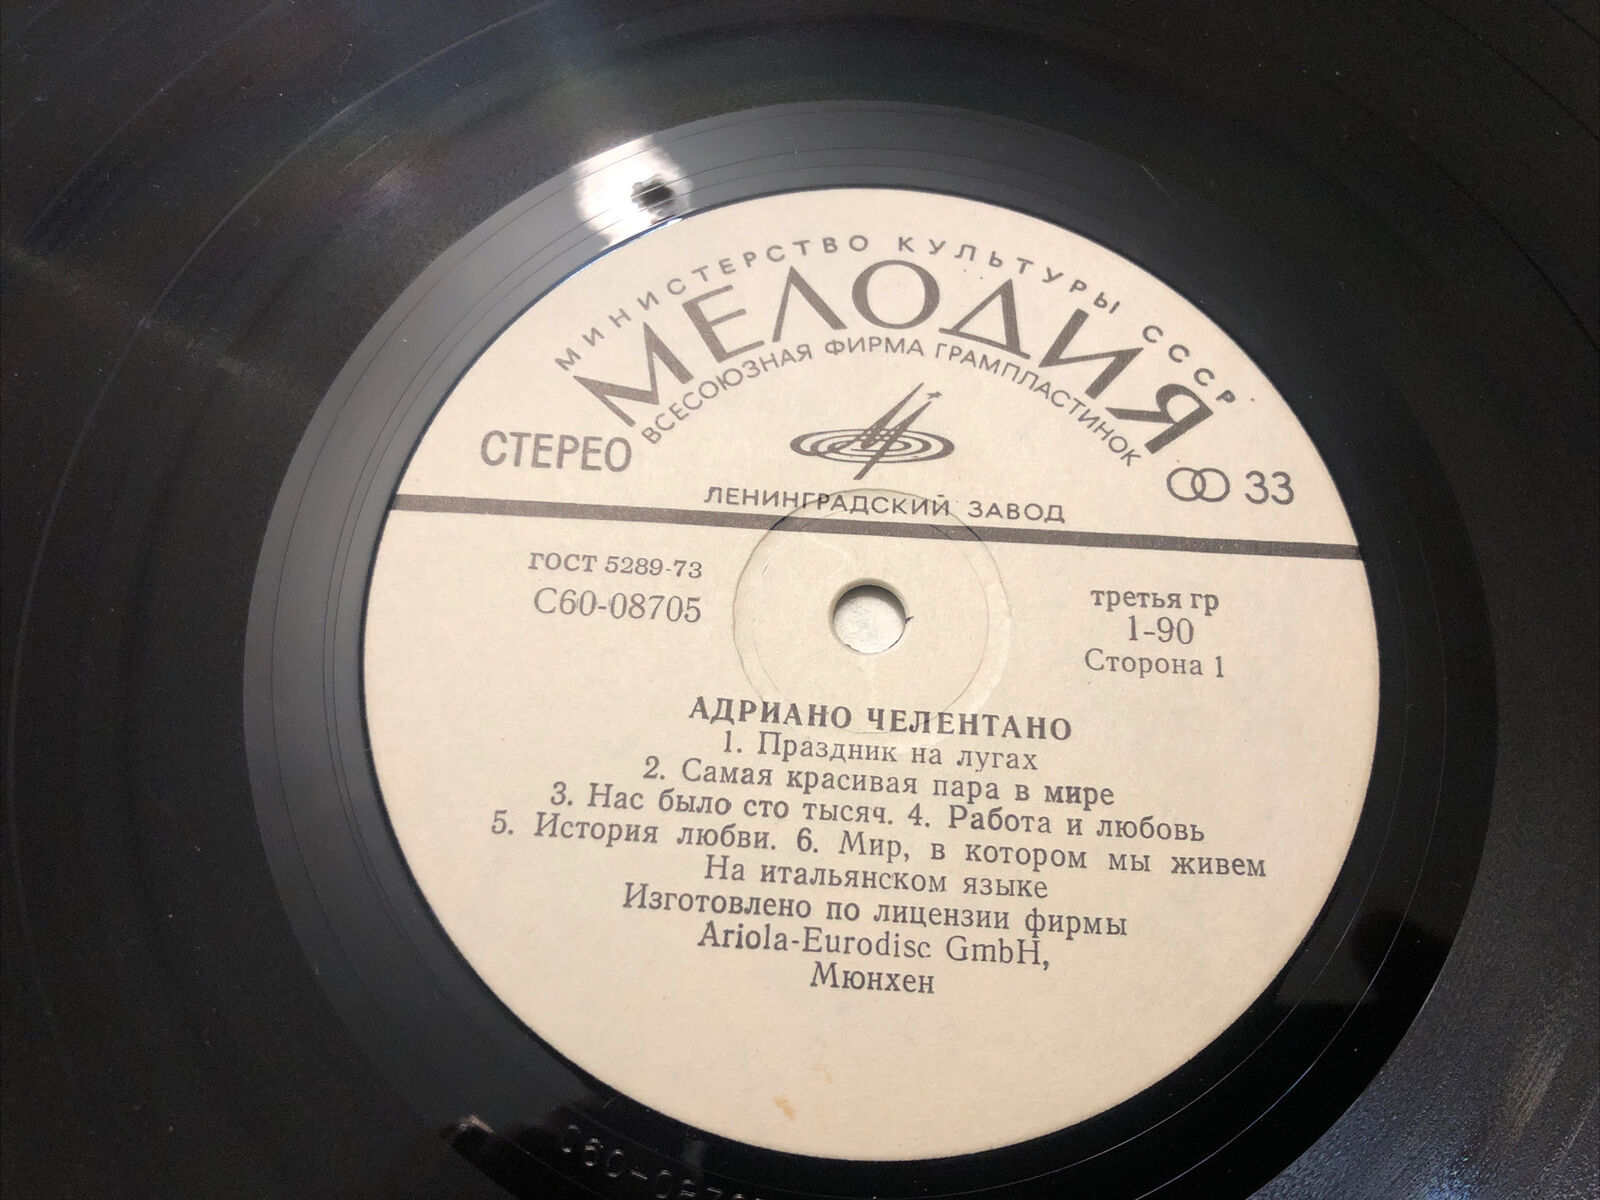 МИНИСТЕРСТВО КУЛЬТУРЫ СССР
МЕЛОДИЯ
ВСЕСОЮЗНАЯ ФИРМА ГРАМПЛАСТИНОК
СТЕРЕО
33
ЛЕНИНГРАДСКИЙ ЗАВОД
ГОСТ 5289-73
С60-08705
третья гр
1-90
Сторона 1
АДРИАНО ЧЕЛЕНТАНО
1. Праздник на лугах
2. Самая красивая пара в мире
3. Нас было сто тысяч. 4. Работа и любовь
5. История любви. 6. Мир, в котором мы живем
На итальянском языке
Изготовлено по лицензии фирмы
Ariola-Eurodisc GmbH,
Мюнхен